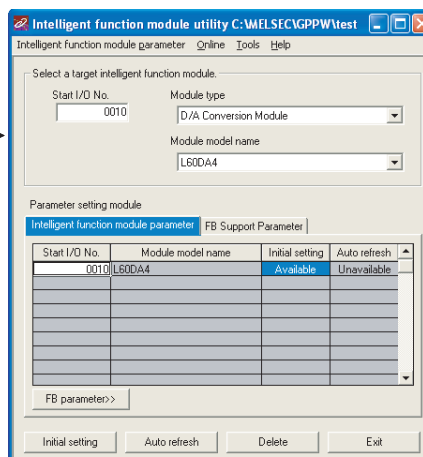 Intelligent function module utility C:\MELSEC\GPPW\test
Intelligent function module parameter Online Tools Help
Select a target intelligent function module.
Start I/O No. Module type
0010 D/A Conversion Module
Module model name
L60DA4
Parameter setting module
Intelligent function module parameter FB Support Parameter
Start I/O No. Module model name Initial setting Auto refresh
0010 L60DA4 Available Unavailable
FB parameter>>
Initial setting Auto refresh Delete Exit